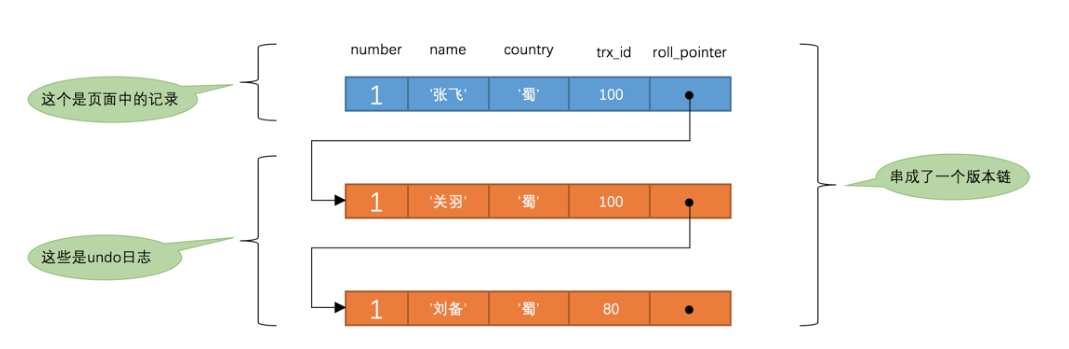 number name country trx_id roll_pointer
这个是页面中的记录
1 '张飞' '蜀' 100
串成了一个版本链
1 '关羽' '蜀' 100
这些是undo日志
1 '刘备' '蜀' 80